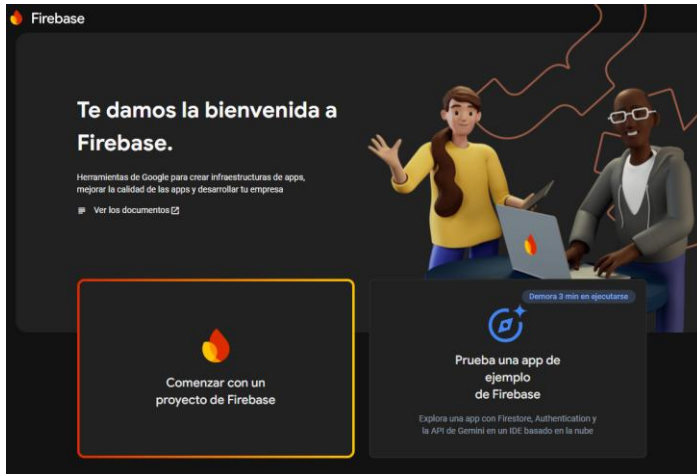 Firebase
Te damos la bienvenida a
Firebase.
Herramientas de Google para crear infraestructuras de apps,
mejorar la calidad de las apps y desarrollar tu empresa
Ver los documentos
Comenzar con un
proyecto de Firebase
Demora 3 min en ejecutarse
Prueba una app de
ejemplo
de Firebase
Explora una app con Firestore, Authentication y
la API de Gemini en un IDE basado en la nube